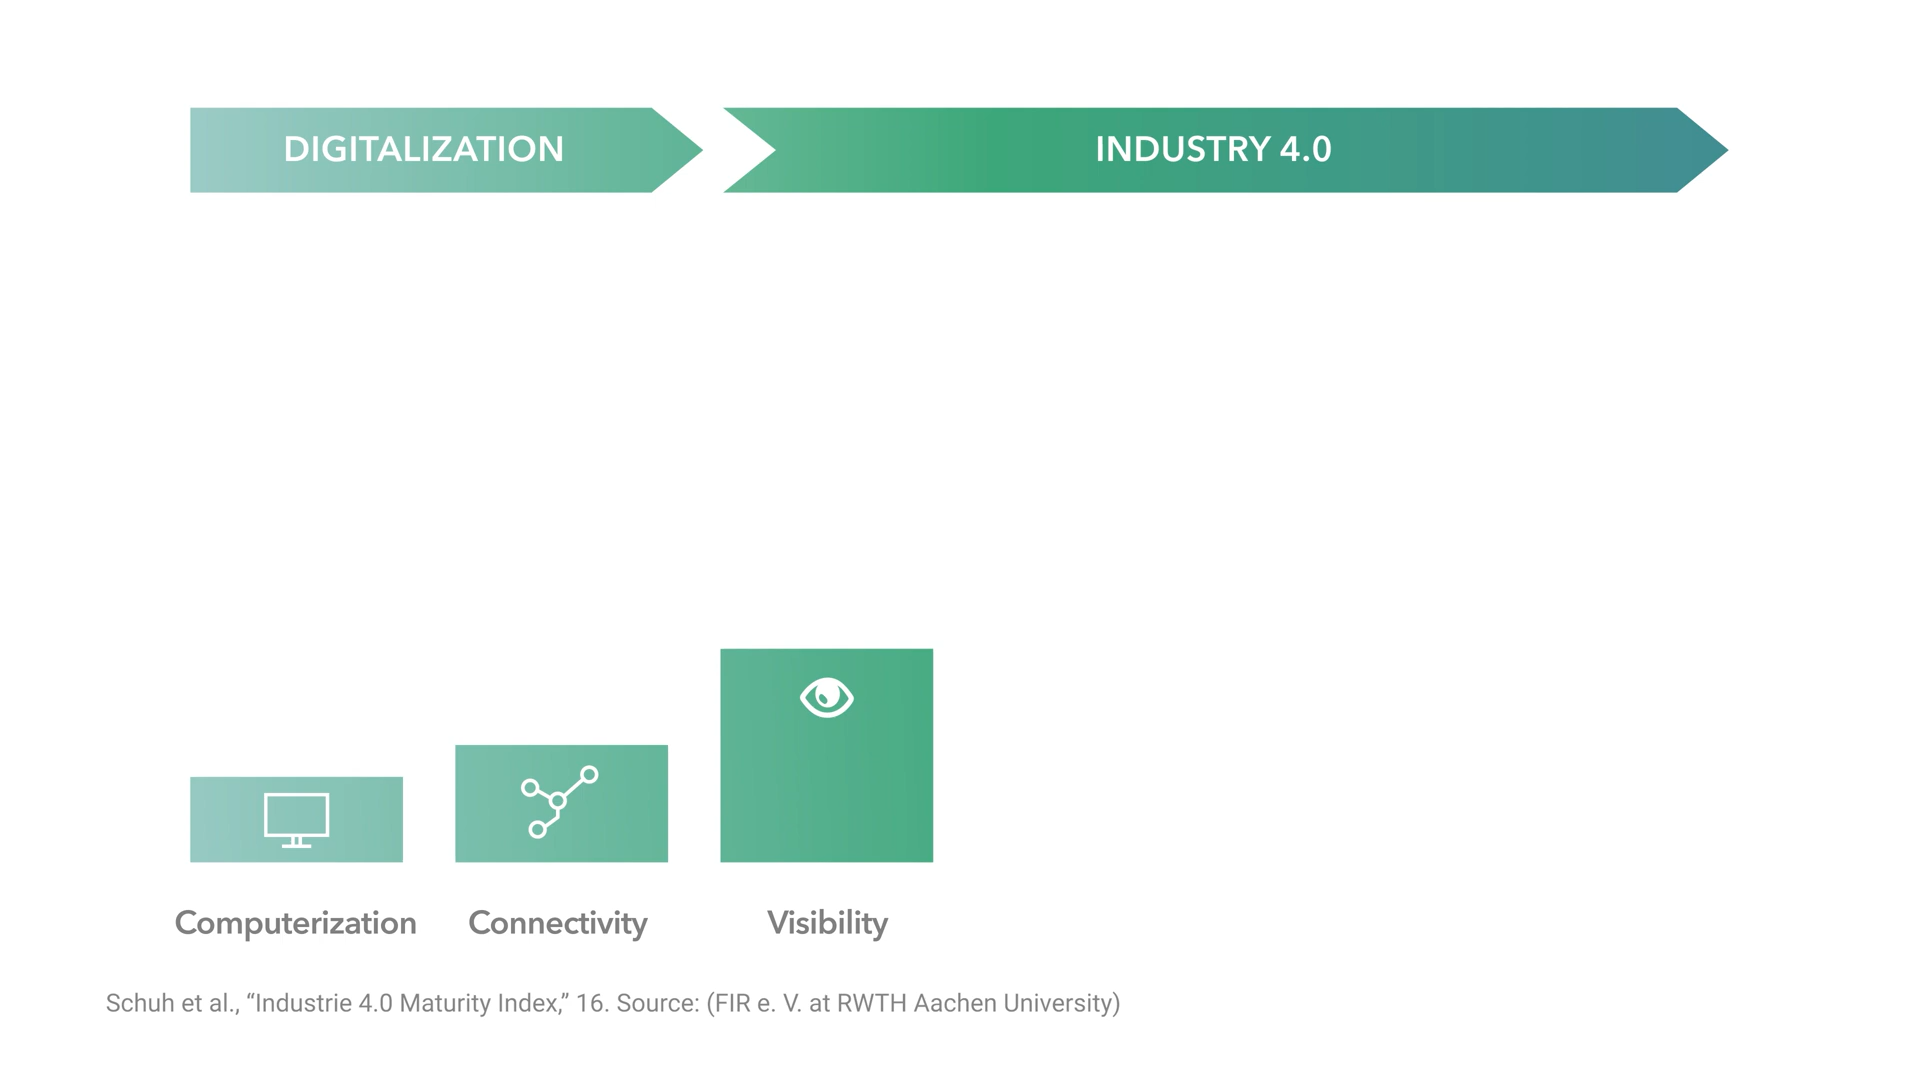 DIGITALIZATION
INDUSTRY 4.0
Computerization
Connectivity
Visibility
Schuh et al., “Industrie 4.0 Maturity Index,” 16. Source: (FIR e. V. at RWTH Aachen University)